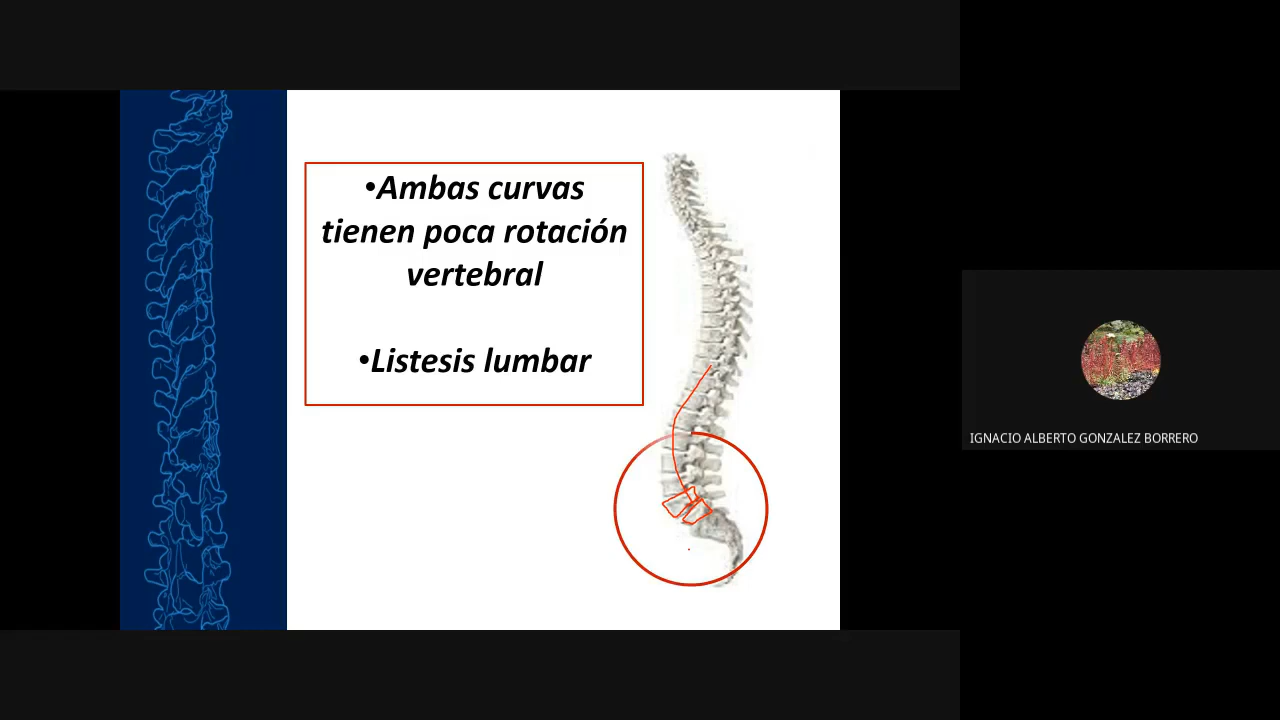 •Ambas curvas
tienen poca rotación
vertebral
•Listesis lumbar
IGNACIO ALBERTO GONZALEZ BORRERO